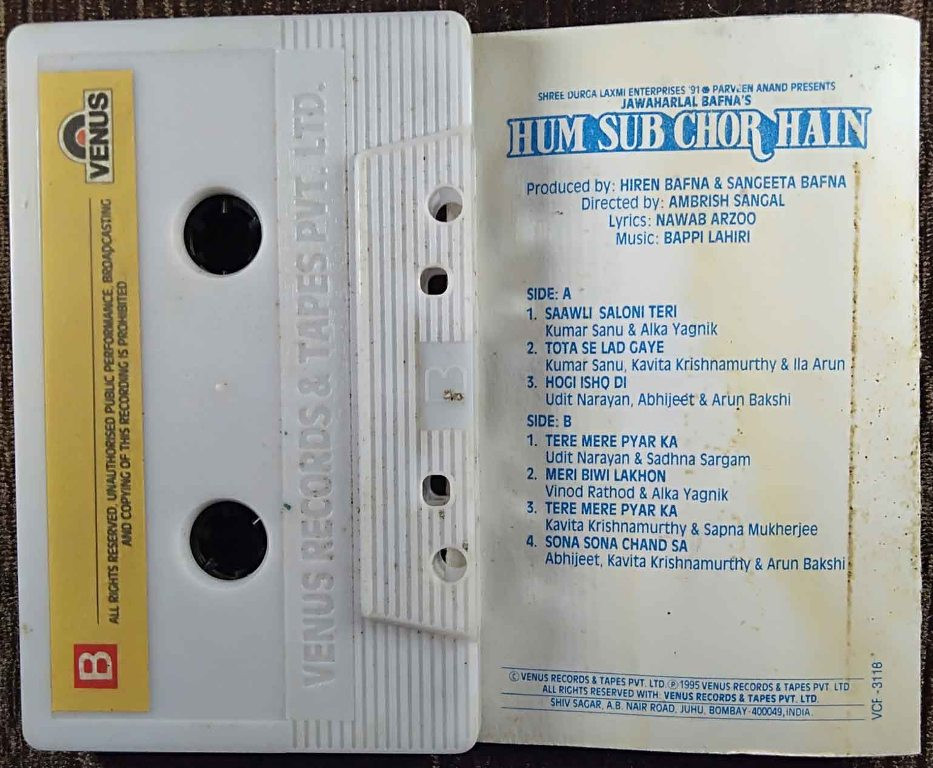 VENUS
ALL RIGHTS RESERVED, UNAUTHORISED PUBLIC PERFORMANCE, BROADCASTING
AND COPYING OF THIS RECORDING IS PROHIBITED
B
VENUS RECORDS & TAPES PVT. LTD.
B
SHREE DURGA LAXMI ENTERPRISES '91 PARVEEN ANAND PRESENTS
JAWAHARLAL BAFNA'S
HUM SUB CHOR HAIN
Produced by: HIREN BAFNA & SANGEETA BAFNA
Directed by: AMBRISH SANGAL
Lyrics: NAWAB ARZOO
Music: BAPPI LAHIRI
SIDE: A
1. SAAWLI SALONI TERI
Kumar Sanu & Alka Yagnik
2. TOTA SE LAD GAYE
Kumar Sanu, Kavita Krishnamurthy & Ila Arun
3. HOGI ISHQ DI
Udit Narayan, Abhijeet & Arun Bakshi
SIDE: B
1. TERE MERE PYAR KA
Udit Narayan & Sadhna Sargam
2. MERI BIWI LAKHON
Vinod Rathod & Alka Yagnik
3. TERE MERE PYAR KA
Kavita Krishnamurthy & Sapna Mukherjee
4. SONA SONA CHAND SA
Abhijeet, Kavita Krishnamurthy & Arun Bakshi
© VENUS RECORDS & TAPES PVT. LTD. ℗ 1995 VENUS RECORDS & TAPES PVT LTD
ALL RIGHTS RESERVED WITH: VENUS RECORDS & TAPES PVT. LTD.
SHIV SAGAR, A.B. NAIR ROAD, JUHU, BOMBAY-400049, INDIA.
VCF-3116